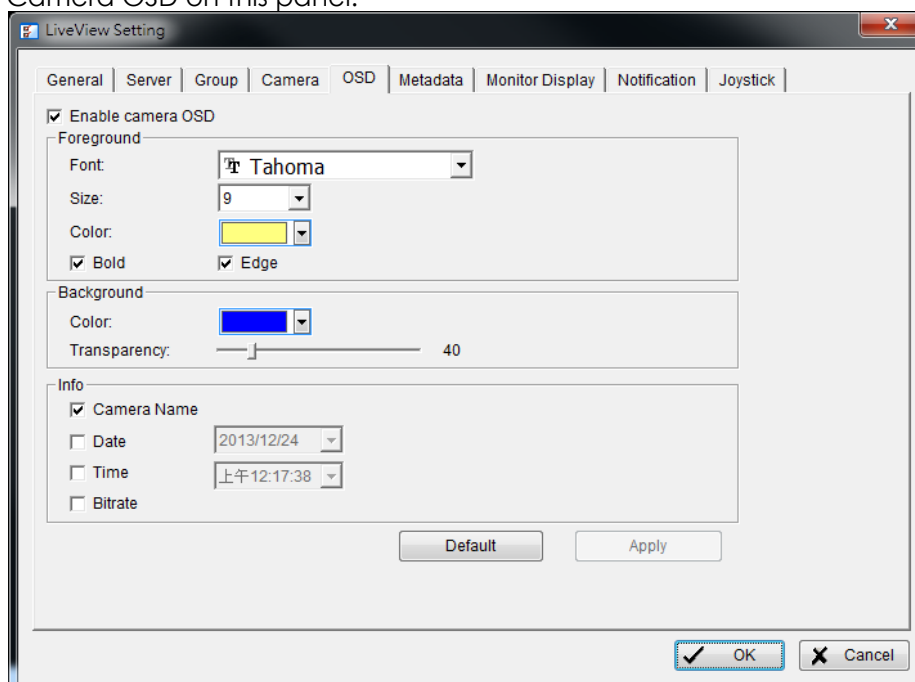 Camera OSD on this panel.
LiveView Setting
General Server Group Camera OSD Metadata Monitor Display Notification Joystick
Enable camera OSD
Foreground
Font: Tahoma
Size: 9
Color:
Bold Edge
Background
Color:
Transparency: 40
Info
Camera Name
Date 2013/12/24
Time 上午12:17:38
Bitrate
Default Apply
OK Cancel